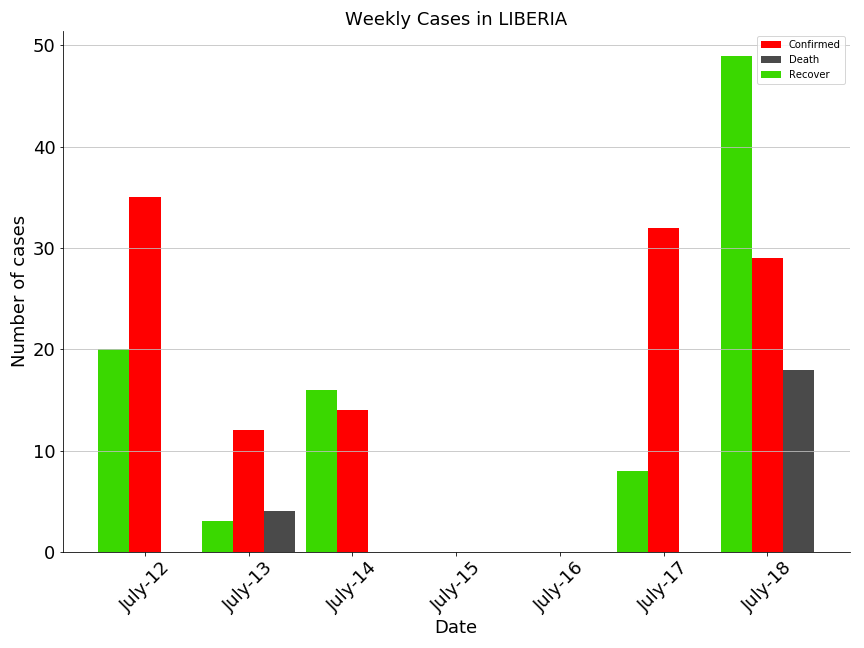 Weekly Cases in LIBERIA
Confirmed
Death
Recover
Number of cases
50
40
30
20
10
0
July-12
July-13
July-14
July-15
July-16
July-17
July-18
Date